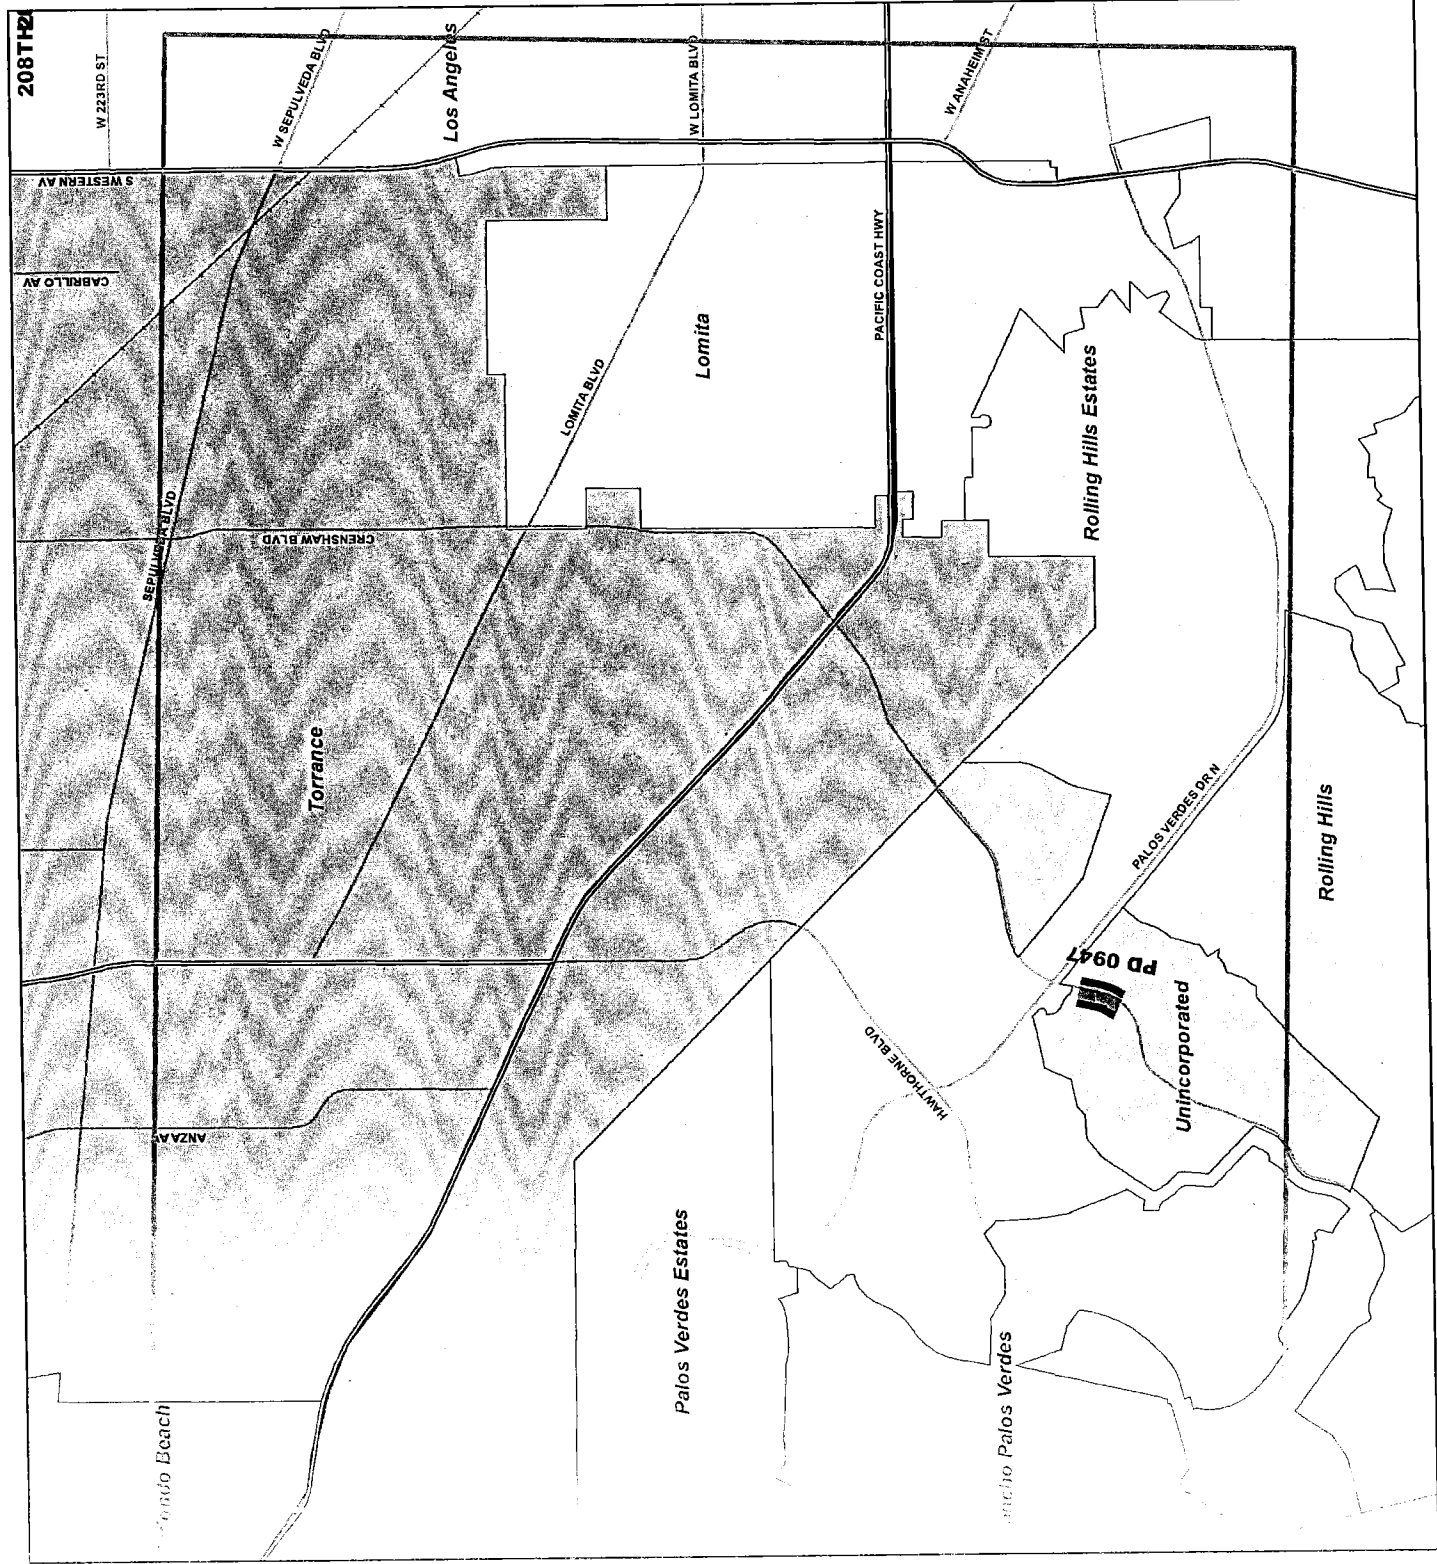 208TH
W 223RD ST
S WESTERN AV
CABRILLO AV
W SEPULVEDA BLVD
Los Angeles
W LOMITA BLVD
W ANAHEIM ST
SEPULVEDA BLVD
CRENSHAW BLVD
LOMITA BLVD
Lomita
PACIFIC COAST HWY
Rolling Hills Estates
Torrance
ANZA AV
PALOS VERDES DR N
Rolling Hills
PD 0947
Unincorporated
HAWTHORNE BLVD
Palos Verdes Estates
ncho Palos Verdes
ndo Beach